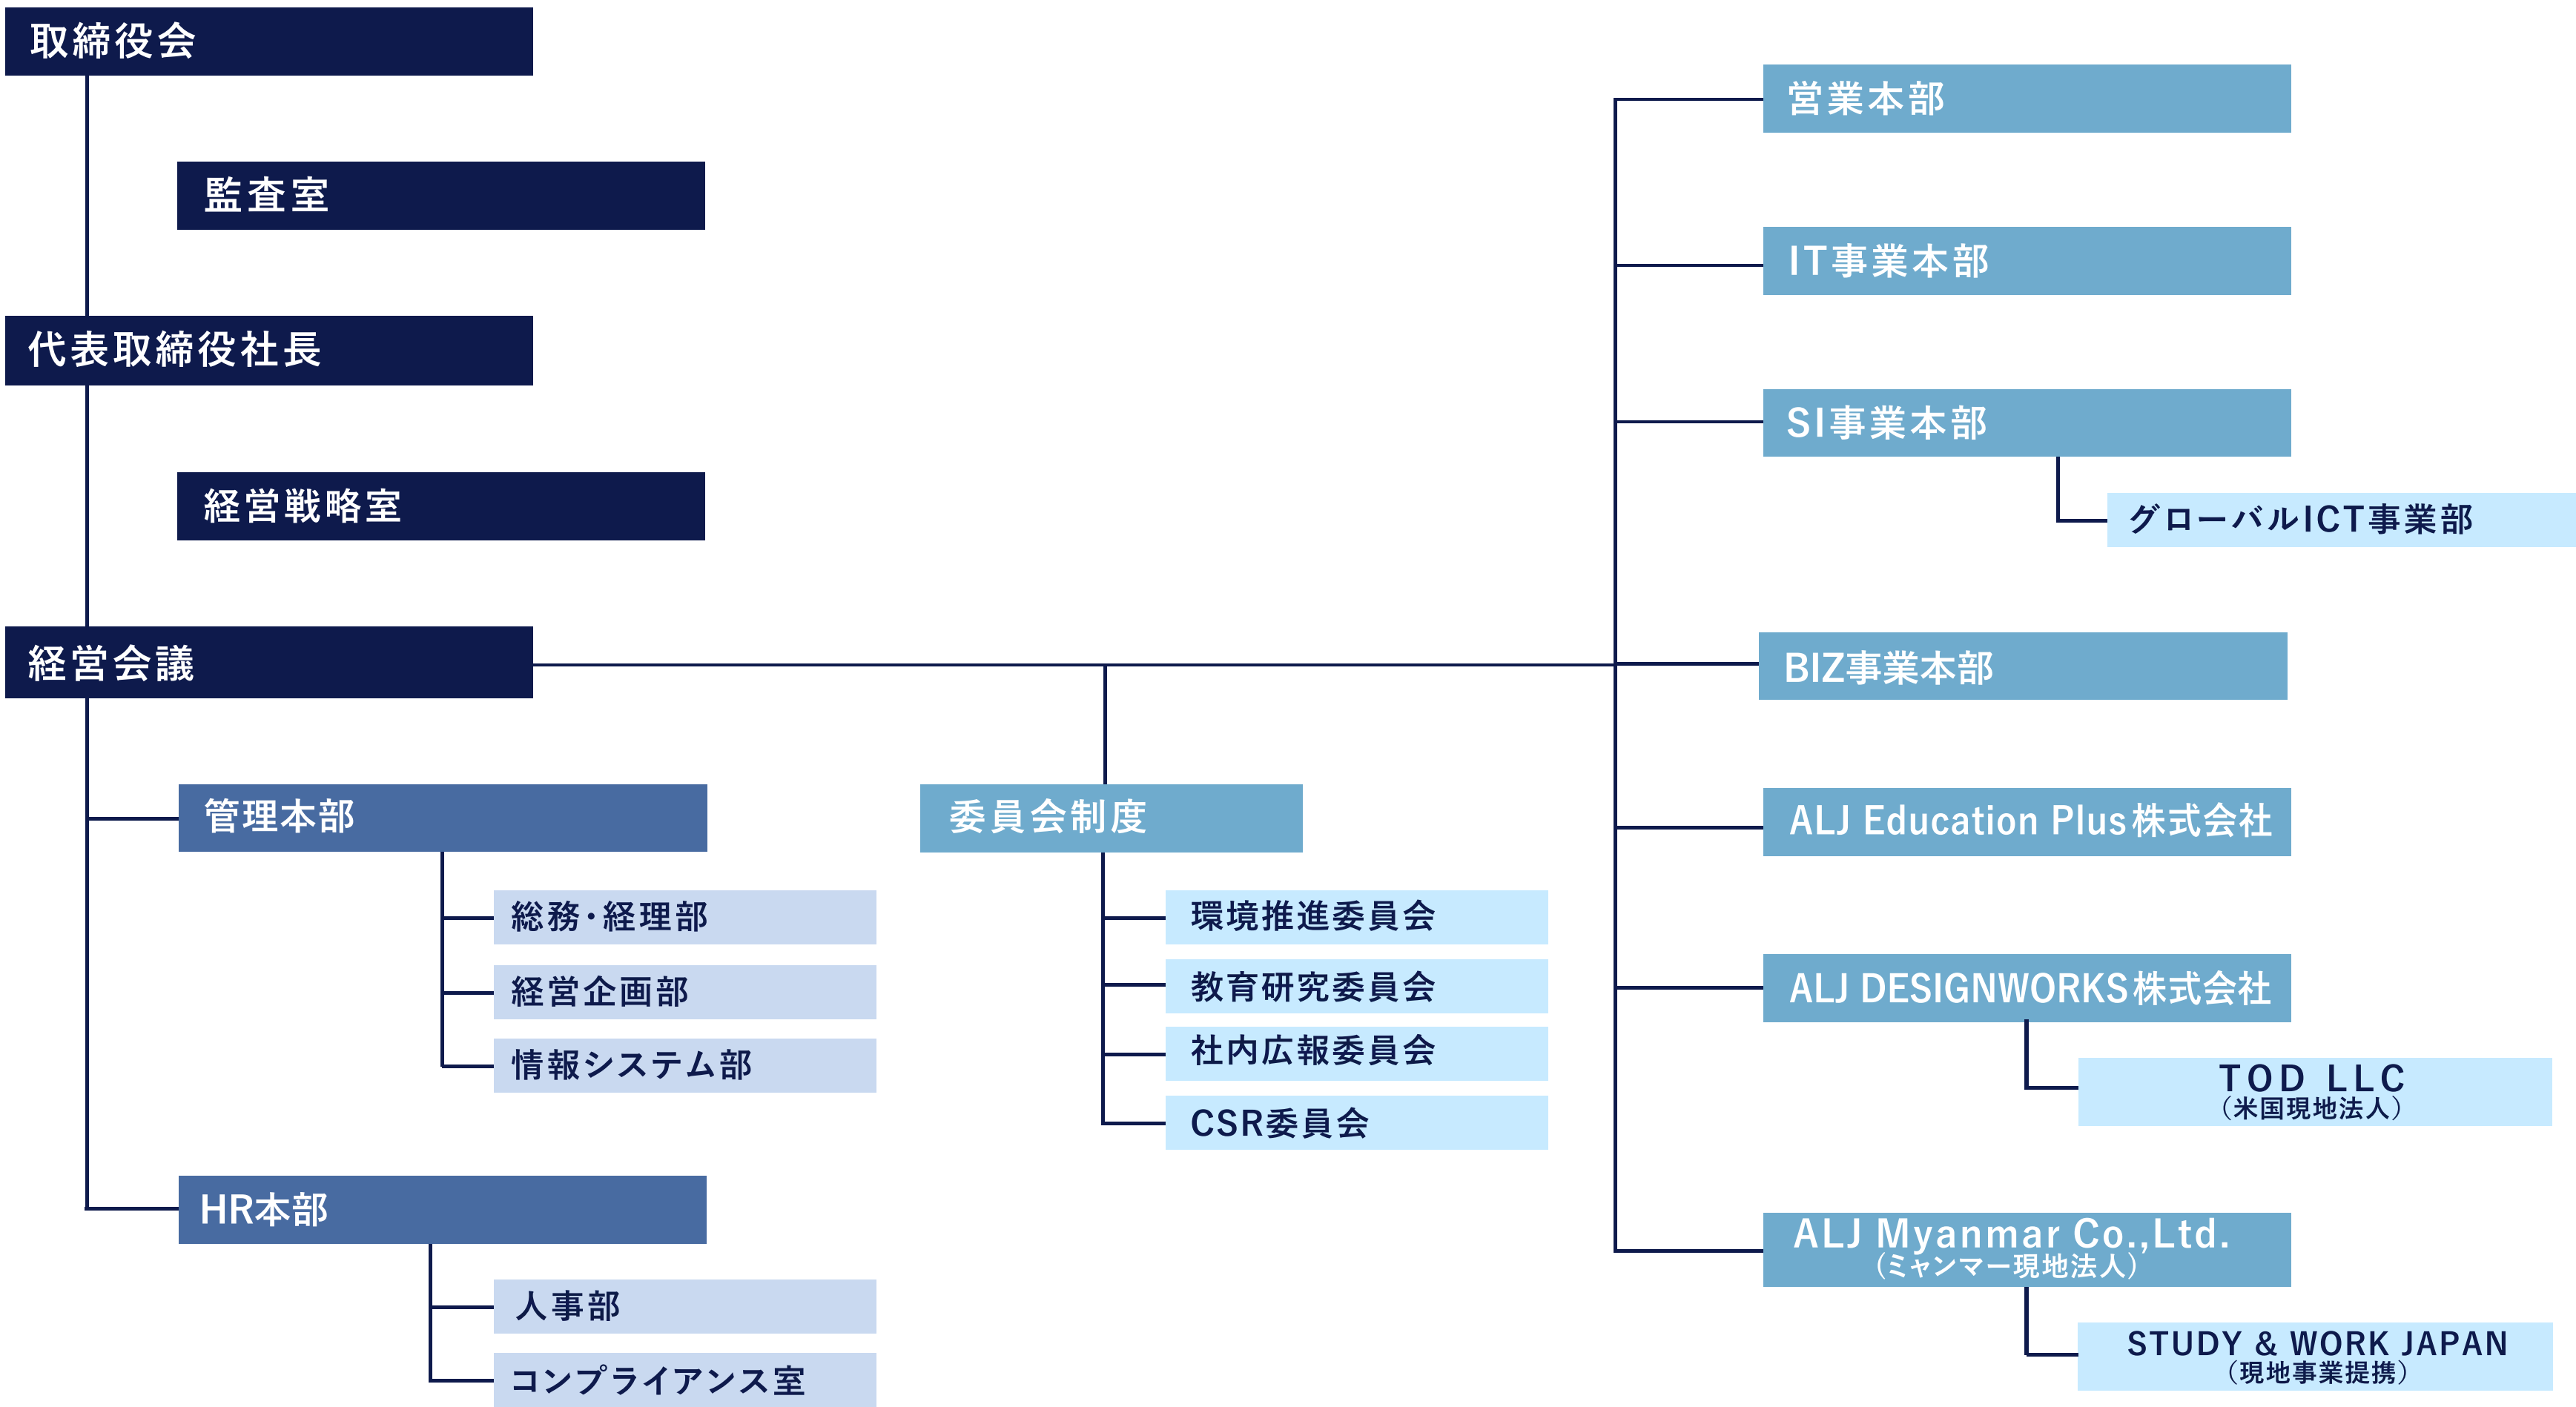 取締役会
監査室
代表取締役社長
経営戦略室
経営会議
管理本部
総務・経理部
経営企画部
情報システム部
HR本部
人事部
コンプライアンス室
委員会制度
環境推進委員会
教育研究委員会
社内広報委員会
CSR委員会
営業本部
IT事業本部
SI事業本部
グローバルICT事業部
BIZ事業本部
ALJ Education Plus株式会社
ALJ DESIGNWORKS株式会社
TOD LLC
（米国現地法人）
ALJ Myanmar Co.,Ltd.
（ミャンマー現地法人）
STUDY & WORK JAPAN
（現地事業提携）